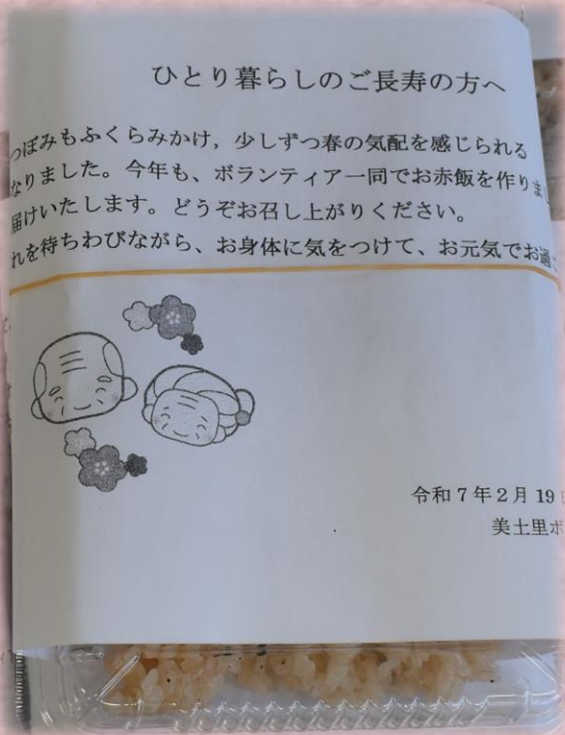 ひとり暮らしのご長寿の方へ
つぼみもふくらみかけ，少しずつ春の気配を感じられる
なりました。今年も、ボランティア一同でお赤飯を作りま
届けいたします。どうぞお召し上がりください。
れを待ちわびながら、お身体に気をつけて、お元気でお過
令和７年２月 19
美土里ボ